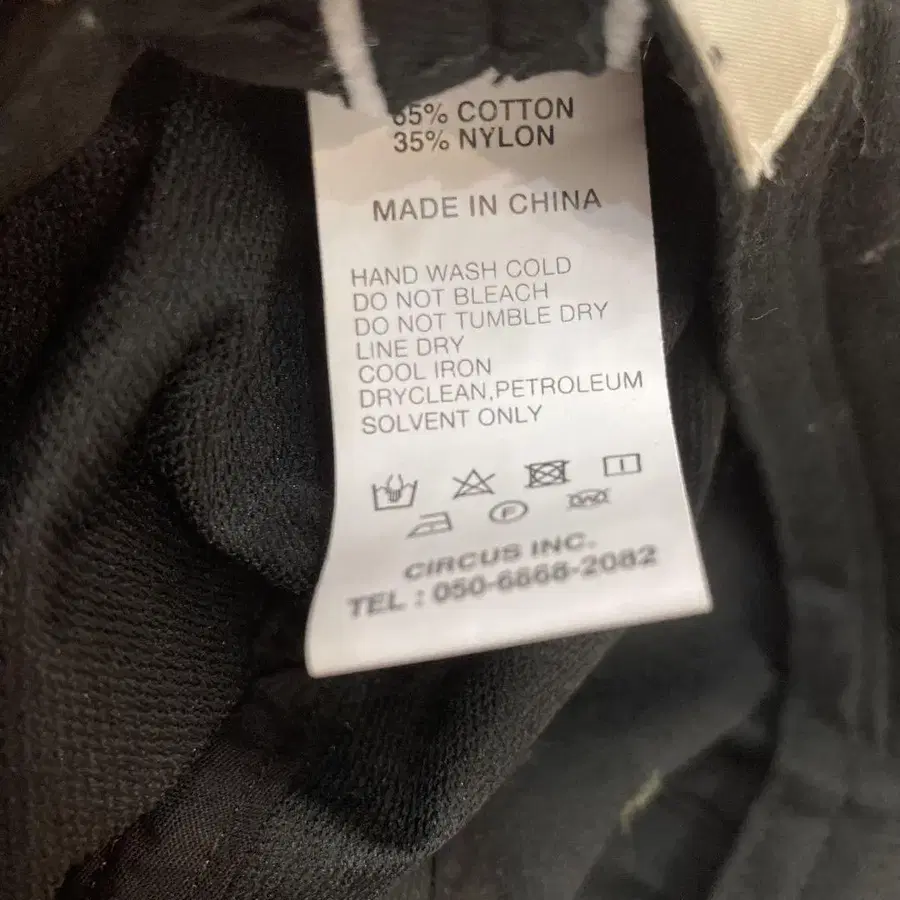 65% COTTON
35% NYLON
MADE IN CHINA
HAND WASH COLD
DO NOT BLEACH
DO NOT TUMBLE DRY
LINE DRY
COOL IRON
DRYCLEAN,PETROLEUM
SOLVENT ONLY
F
CIRCUS INC.
TEL : 050-6868-2082